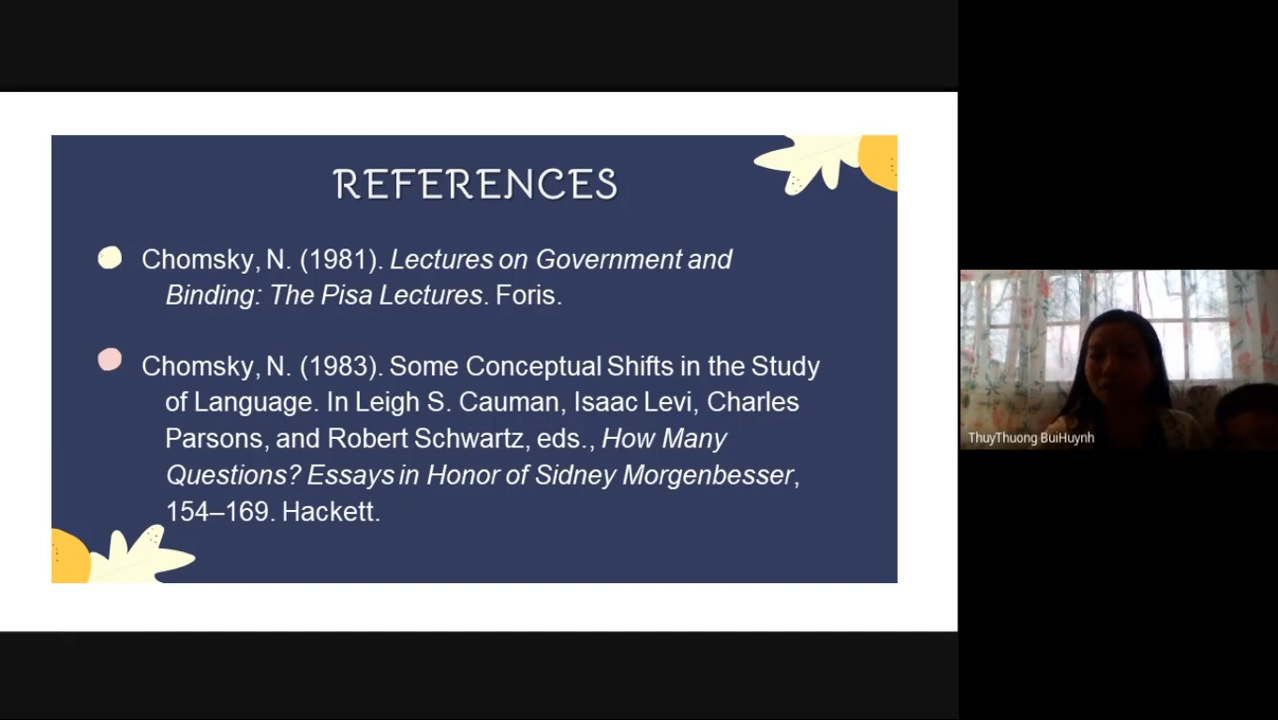 REFERENCES
Chomsky, N. (1981). Lectures on Government and
Binding: The Pisa Lectures. Foris.
Chomsky, N. (1983). Some Conceptual Shifts in the Study
of Language. In Leigh S. Cauman, Isaac Levi, Charles
Parsons, and Robert Schwartz, eds., How Many
Questions? Essays in Honor of Sidney Morgenbesser,
154–169. Hackett.
ThuyThuong BuiHuynh